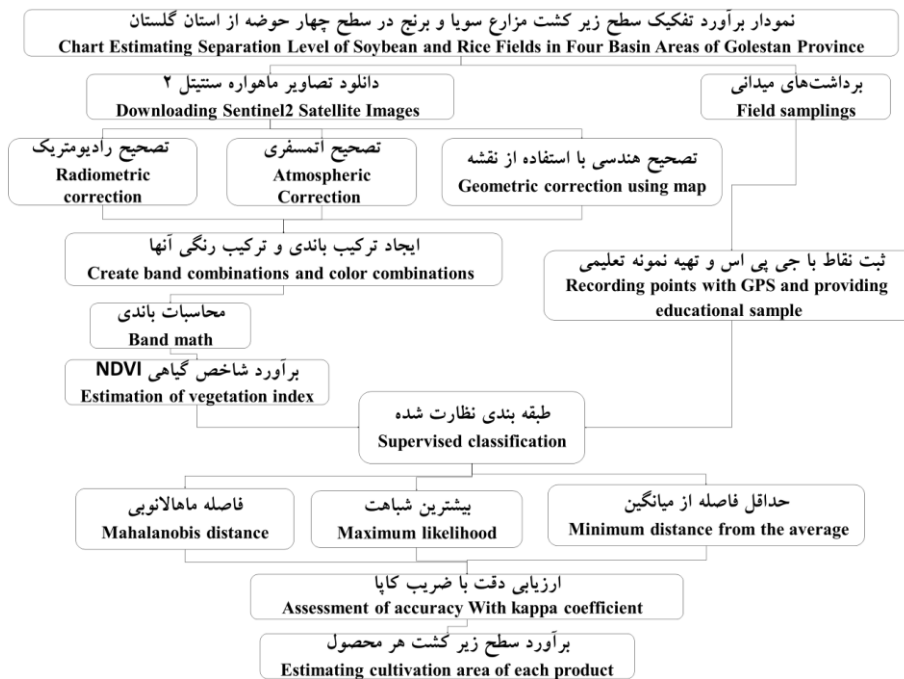 نمودار برآورد تفکیک سطح زیر کشت مزارع سویا و برنج در سطح چهار حوضه از استان گلستان
Chart Estimating Separation Level of Soybean and Rice Fields in Four Basin Areas of Golestan Province
دانلود تصاویر ماهواره سنتیتل ۲
Downloading Sentinel2 Satellite Images
برداشت‌های میدانی
Field samplings
تصحیح رادیومتریک
Radiometric
correction
تصحیح اتمسفری
Atmospheric
Correction
تصحیح هندسی با استفاده از نقشه
Geometric correction using map
ایجاد ترکیب باندی و ترکیب رنگی آنها
Create band combinations and color combinations
ثبت نقاط با جی پی اس و تهیه نمونه تعلیمی
Recording points with GPS and providing
educational sample
محاسبات باندی
Band math
برآورد شاخص گیاهی NDVI
Estimation of vegetation index
طبقه بندی نظارت شده
Supervised classification
فاصله ماهالانوبی
Mahalanobis distance
بیشترین شباهت
Maximum likelihood
حداقل فاصله از میانگین
Minimum distance from the average
ارزیابی دقت با ضریب کاپا
Assessment of accuracy With kappa coefficient
برآورد سطح زیر کشت هر محصول
Estimating cultivation area of each product